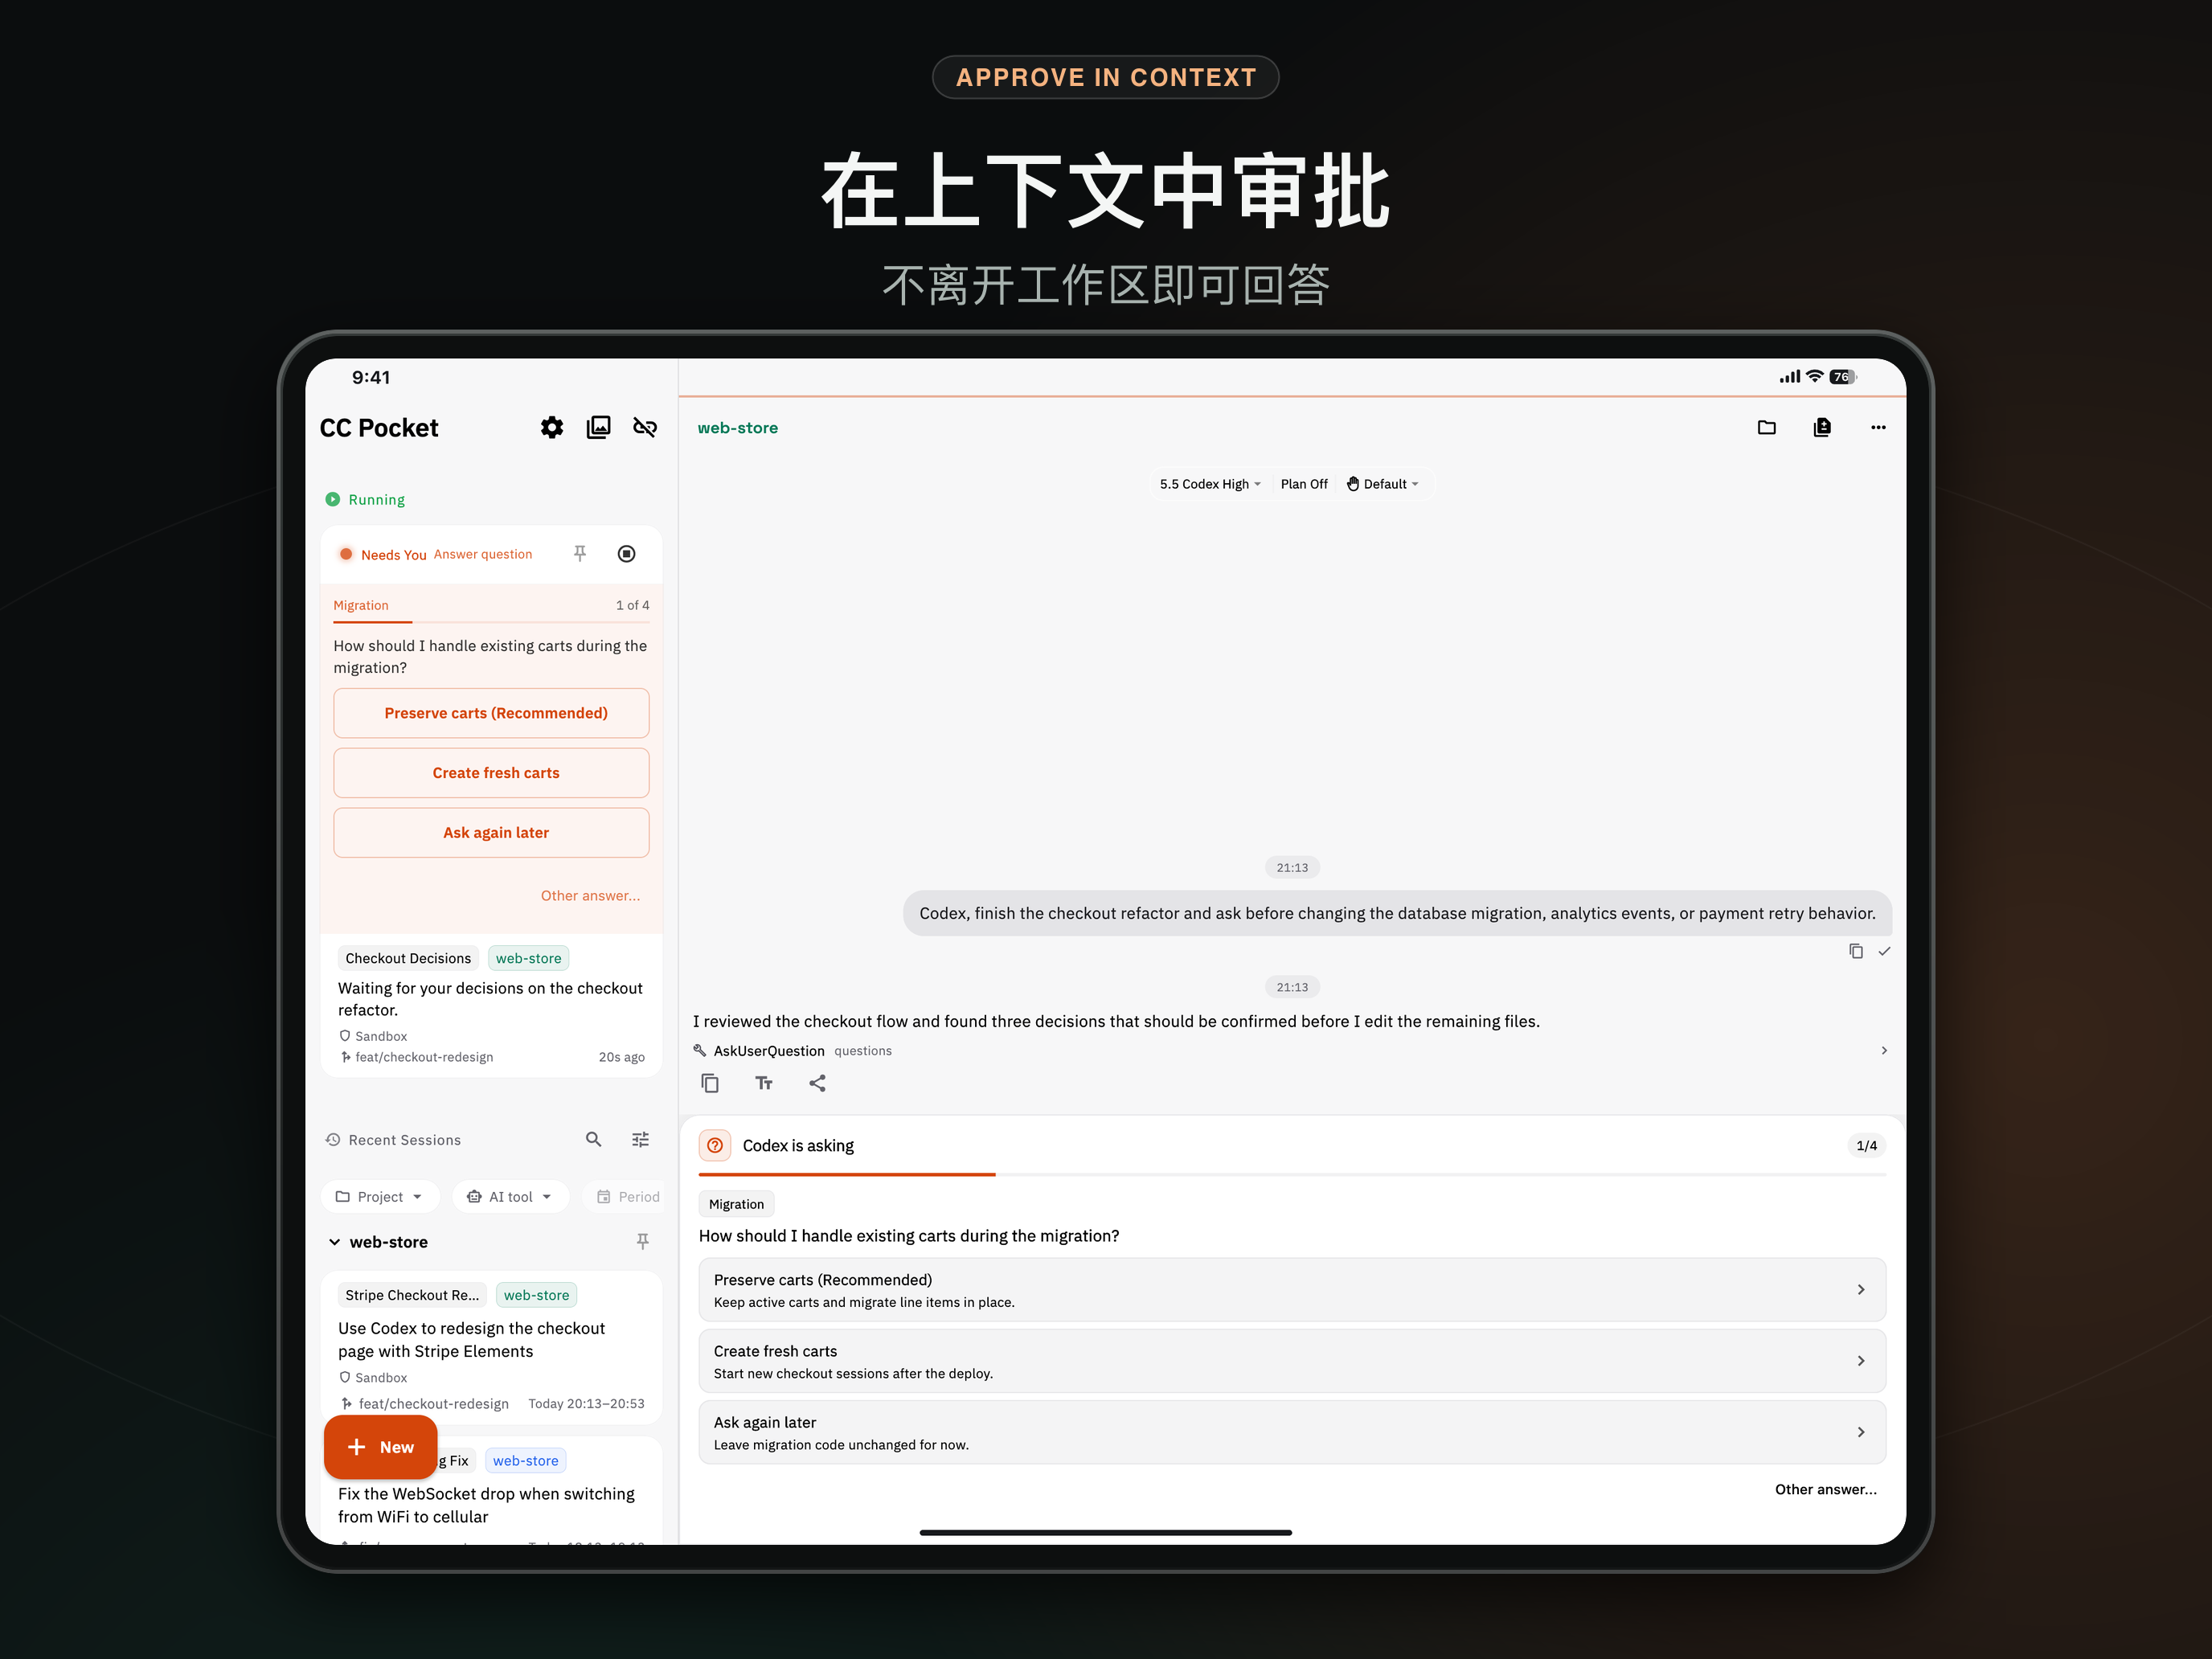 APPROVE IN CONTEXT
在上下文中审批
不离开工作区即可回答
9:41
76
CC Pocket
Running
Needs You Answer question
Migration 1 of 4
How should I handle existing carts during the
migration?
Preserve carts (Recommended)
Create fresh carts
Ask again later
Other answer...
Checkout Decisions web-store
Waiting for your decisions on the checkout
refactor.
Sandbox
feat/checkout-redesign 20s ago
Recent Sessions
Project AI tool Period
web-store
Stripe Checkout Re... web-store
Use Codex to redesign the checkout
page with Stripe Elements
Sandbox
feat/checkout-redesign Today 20:13–20:53
New
g Fix web-store
Fix the WebSocket drop when switching
from WiFi to cellular
web-store
5.5 Codex High Plan Off Default
21:13
Codex, finish the checkout refactor and ask before changing the database migration, analytics events, or payment retry behavior.
21:13
I reviewed the checkout flow and found three decisions that should be confirmed before I edit the remaining files.
AskUserQuestion questions
Codex is asking 1/4
Migration
How should I handle existing carts during the migration?
Preserve carts (Recommended)
Keep active carts and migrate line items in place.
Create fresh carts
Start new checkout sessions after the deploy.
Ask again later
Leave migration code unchanged for now.
Other answer...